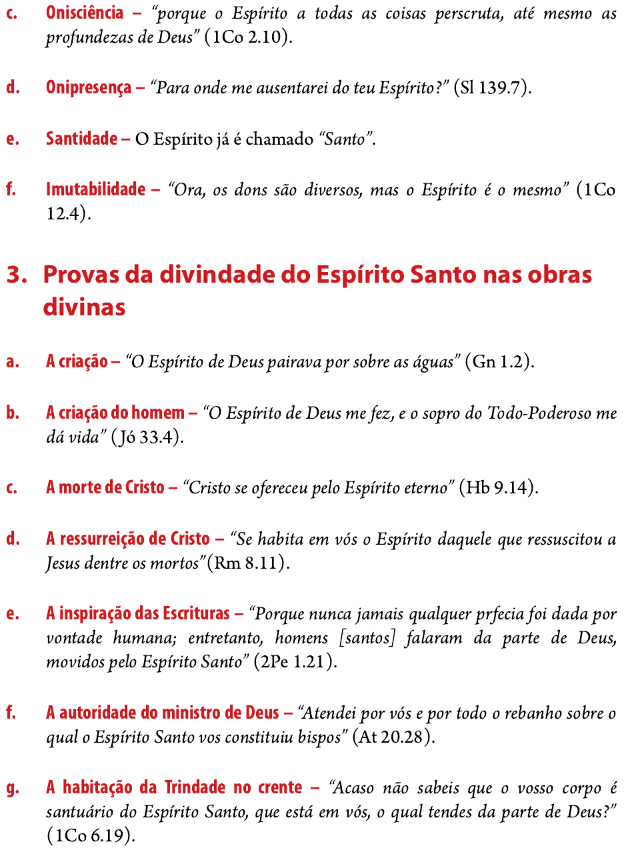 c. Onisciência – “porque o Espírito a todas as coisas perscruta, até mesmo as
profundezas de Deus” (1Co 2.10).
d. Onipresença – “Para onde me ausentarei do teu Espírito?” (Sl 139.7).
e. Santidade – O Espírito já é chamado “Santo”.
f. Imutabilidade – “Ora, os dons são diversos, mas o Espírito é o mesmo” (1Co
12.4).
3. Provas da divindade do Espírito Santo nas obras
divinas
a. A criação – “O Espírito de Deus pairava por sobre as águas” (Gn 1.2).
b. A criação do homem – “O Espírito de Deus me fez, e o sopro do Todo-Poderoso me
dá vida” (Jó 33.4).
c. A morte de Cristo – “Cristo se ofereceu pelo Espírito eterno” (Hb 9.14).
d. A ressurreição de Cristo – “Se habita em vós o Espírito daquele que ressuscitou a
Jesus dentre os mortos”(Rm 8.11).
e. A inspiração das Escrituras – “Porque nunca jamais qualquer prfecia foi dada por
vontade humana; entretanto, homens [santos] falaram da parte de Deus,
movidos pelo Espírito Santo” (2Pe 1.21).
f. A autoridade do ministro de Deus – “Atendei por vós e por todo o rebanho sobre o
qual o Espírito Santo vos constituiu bispos” (At 20.28).
g. A habitação da Trindade no crente – “Acaso não sabeis que o vosso corpo é
santuário do Espírito Santo, que está em vós, o qual tendes da parte de Deus?”
(1Co 6.19).